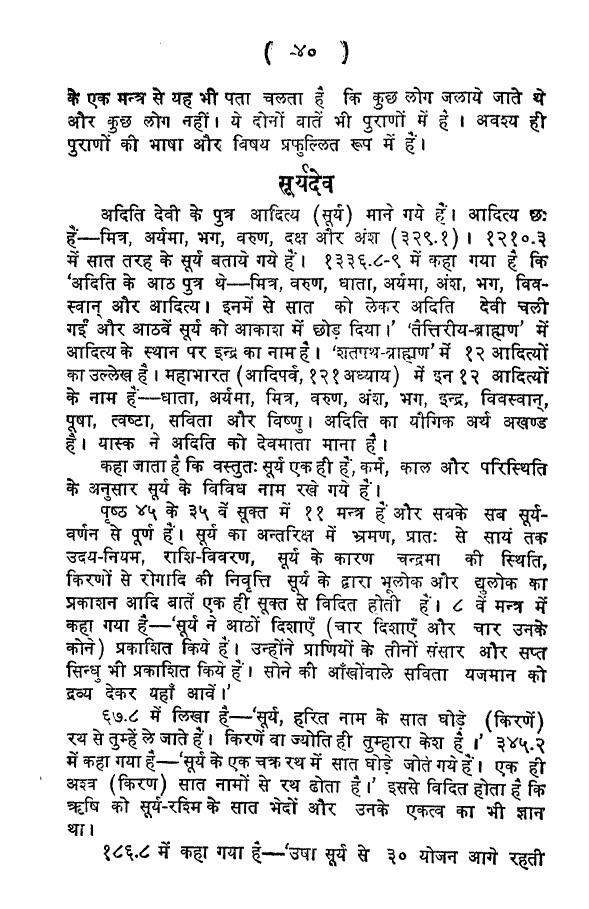 ( ४० )
के एक मन्त्र से यह भी पता चलता है कि कुछ लोग जलाये जाते थे
और कुछ लोग नहीं। ये दोनों बातें भी पुराणों में हे । अवश्य ही
पुराणों की भाषा और विषय प्रफुल्लित रूप में हैं।
सूर्यदेव
अदिति देवी के पुत्र आदित्य (सूर्य) माने गये हैं। आदित्य छः
हैं—मित्र, अर्यमा, भग, वरुण, दक्ष और अंश (३२९.१) । १२१०.३
में सात तरह के सूर्य बताये गये हैं। १३३६.८-९ में कहा गया है कि
'अदिति के आठ पुत्र थे—मित्र, वरुण, धाता, अर्यमा, अंश, भग, विव-
स्वान् और आदित्य। इनमें से सात को लेकर अदिति देवी चली
गईं और आठवें सूर्य को आकाश में छोड़ दिया।' 'तैत्तिरीय-ब्राह्मण' में
आदित्य के स्थान पर इन्द्र का नाम है। 'शतपथ-ब्राह्मण' में १२ आदित्यों
का उल्लेख है। महाभारत (आदिपर्व, १२१ अध्याय) में इन १२ आदित्यों
के नाम हैं—धाता, अर्यमा, मित्र, वरुण, अंश, भग, इन्द्र, विवस्वान्,
पूषा, त्वष्टा, सविता और विष्णु। अदिति का यौगिक अर्थ अखण्ड
है। यास्क ने अदिति को देवमाता माना है।
कहा जाता है कि वस्तुतः सूर्य एक ही हैं, कर्म, काल और परिस्थिति
के अनुसार सूर्य के विविध नाम रखे गये हैं।
पृष्ठ ४५ के ३५ वें सूक्त में ११ मन्त्र हैं और सबके सब सूर्य-
वर्णन से पूर्ण हैं। सूर्य का अन्तरिक्ष में भ्रमण, प्रातः से सायं तक
उदय-नियम, राशि-विवरण, सूर्य के कारण चन्द्रमा की स्थिति,
किरणों से रोगादि की निवृत्ति सूर्य के द्वारा भूलोक और द्युलोक का
प्रकाशन आदि बातें एक ही सूक्त से विदित होती हैं। ८ वें मन्त्र में
कहा गया है—'सूर्य ने आठों दिशाएँ (चार दिशाएँ और चार उनके
कोने) प्रकाशित किये हैं। उन्होंने प्राणियों के तीनों संसार और सप्त
सिन्धु भी प्रकाशित किये हैं। सोने की आँखोंवाले सविता यजमान को
द्रव्य देकर यहाँ आवें।'
६७.८ में लिखा है—'सूर्य, हरित नाम के सात घोड़े (किरणें)
रथ से तुम्हें ले जाते हैं। किरणें वा ज्योति ही तुम्हारा केश है ।' ३४५.२
में कहा गया है—'सूर्य के एक चक्र रथ में सात घोड़े जोते गये हैं। एक ही
अश्व (किरण) सात नामों से रथ ढोता है।' इससे विदित होता है कि
ऋषि को सूर्य-रश्मि के सात भेदों और उनके एकत्व का भी ज्ञान
था।
१८६.८ में कहा गया है—'उषा सूर्य से ३० योजन आगे रहती